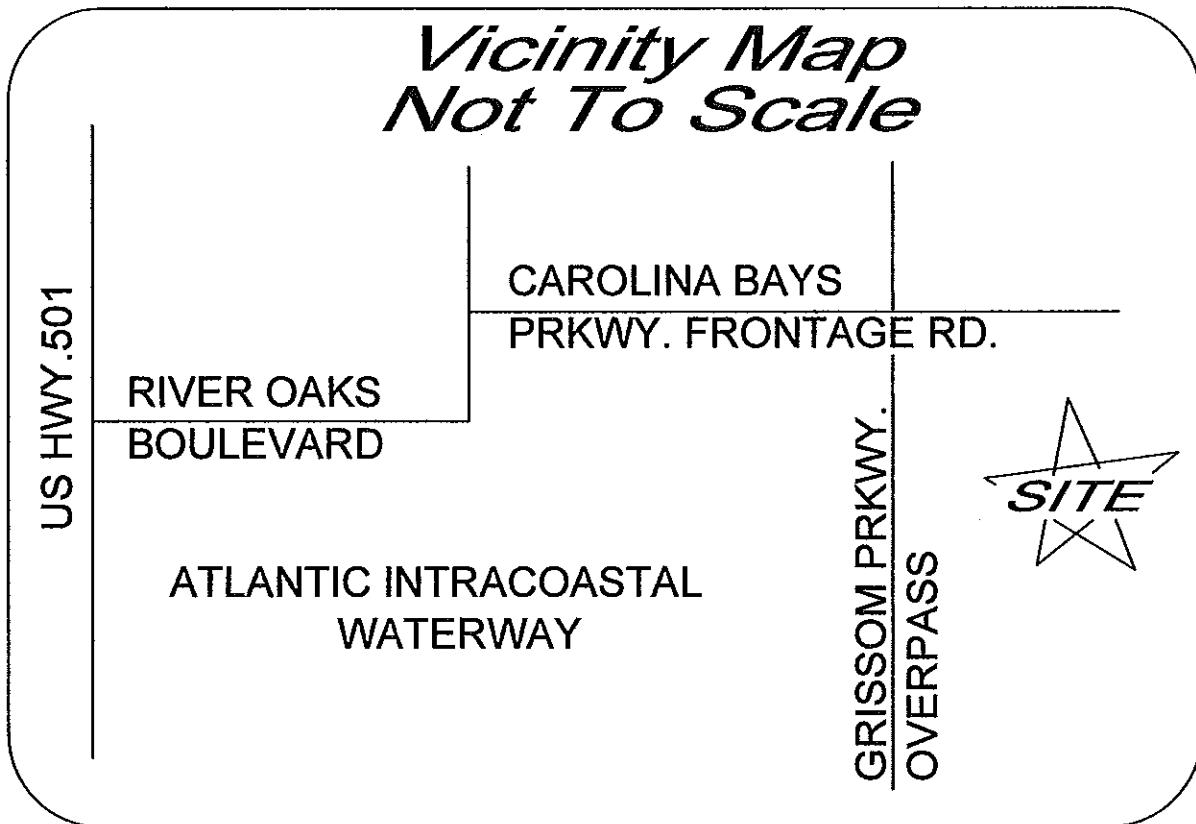 Vicinity Map
Not To Scale
US HWY.501
RIVER OAKS
BOULEVARD
CAROLINA BAYS
PRKWY. FRONTAGE RD.
ATLANTIC INTRACOASTAL
WATERWAY
GRISSOM PRKWY.
OVERPASS
SITE